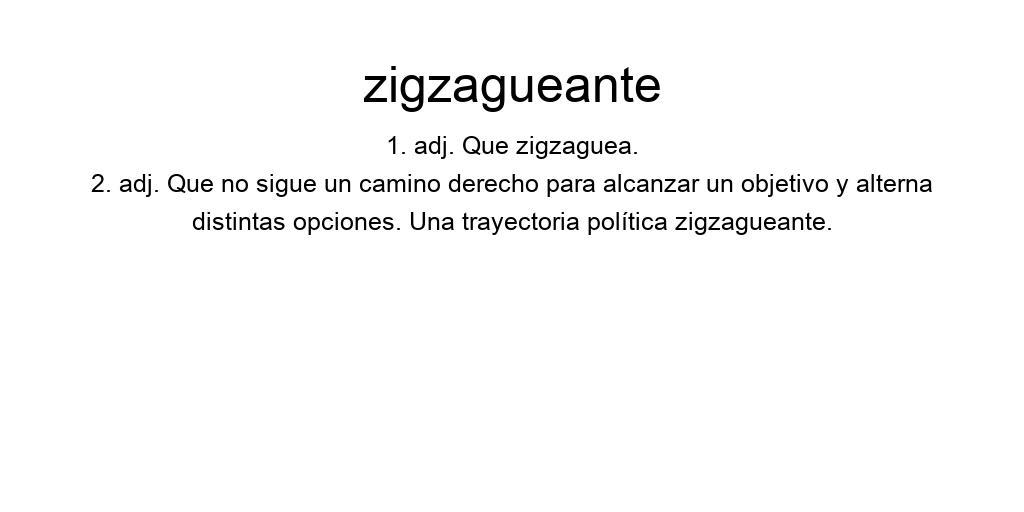 zigzagueante
1. adj. Que zigzaguea.
2. adj. Que no sigue un camino derecho para alcanzar un objetivo y alterna
distintas opciones. Una trayectoria política zigzagueante.